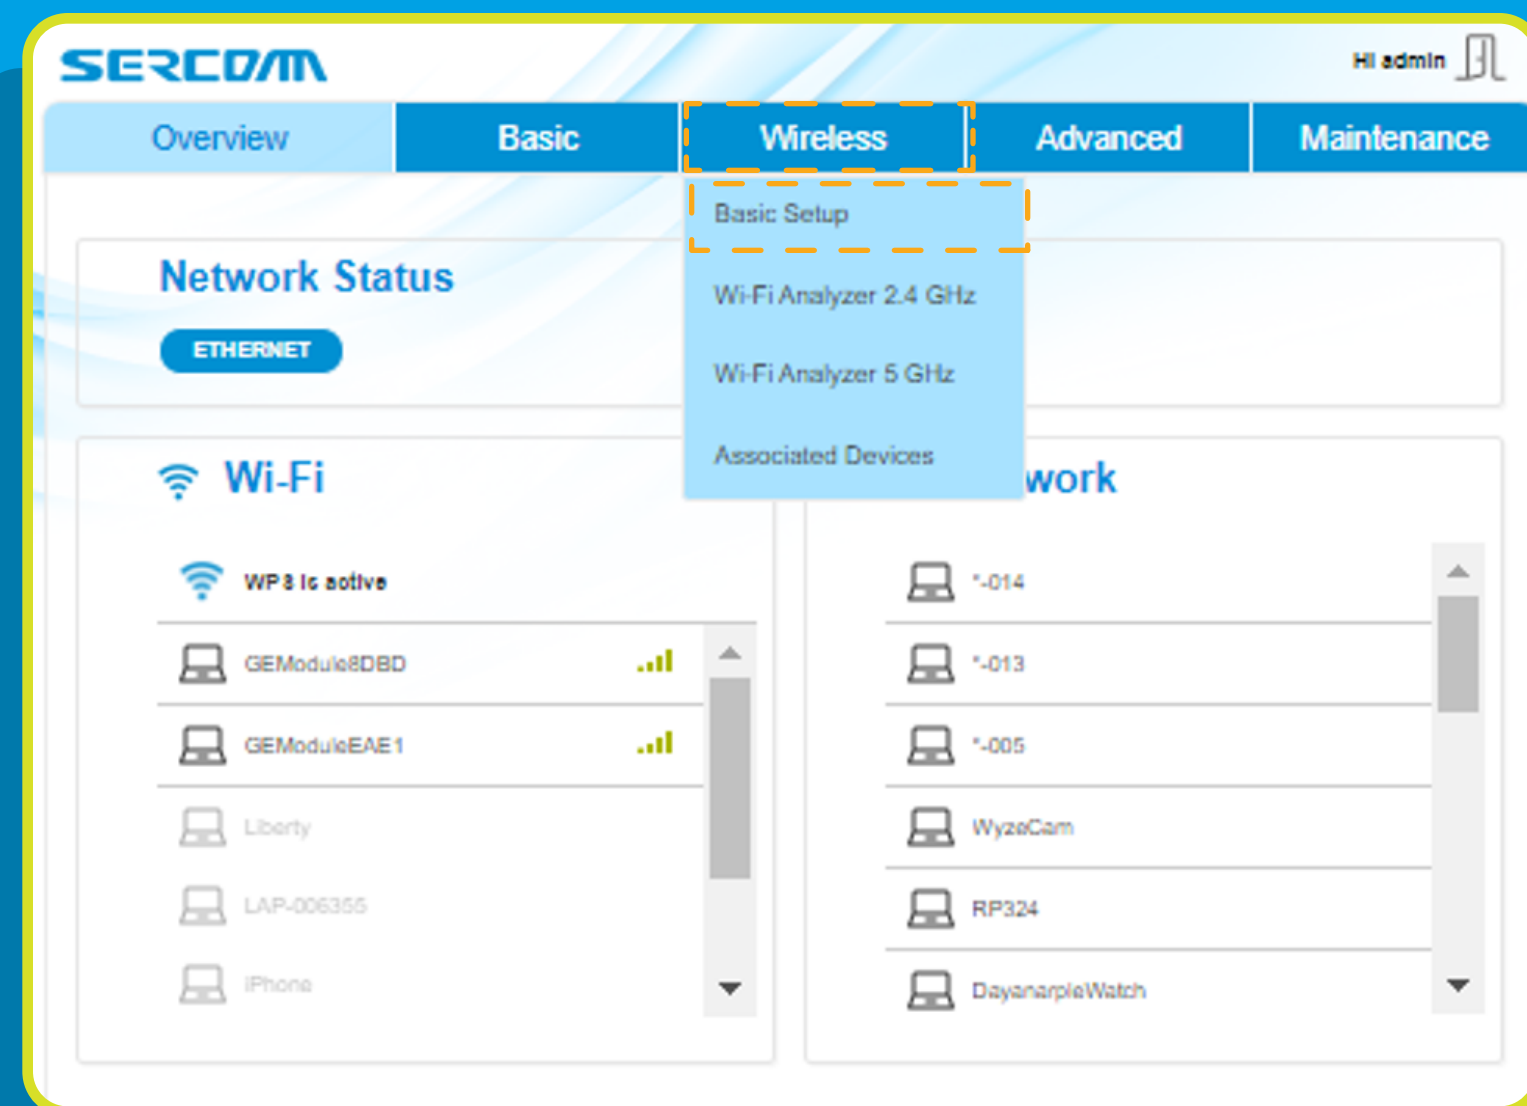 SERCOMM
Hi admin
Overview Basic Wireless Advanced Maintenance
Basic Setup
Wi-Fi Analyzer 2.4 GHz
Wi-Fi Analyzer 5 GHz
Associated Devices
Network Status
ETHERNET
Wi-Fi
WPS is active
GEModule8DBD
GEModuleEAE1
Liberty
LAP-006355
iPhone
work
*-014
*-013
*-005
WyzeCam
RP324
DayanarpleWatch